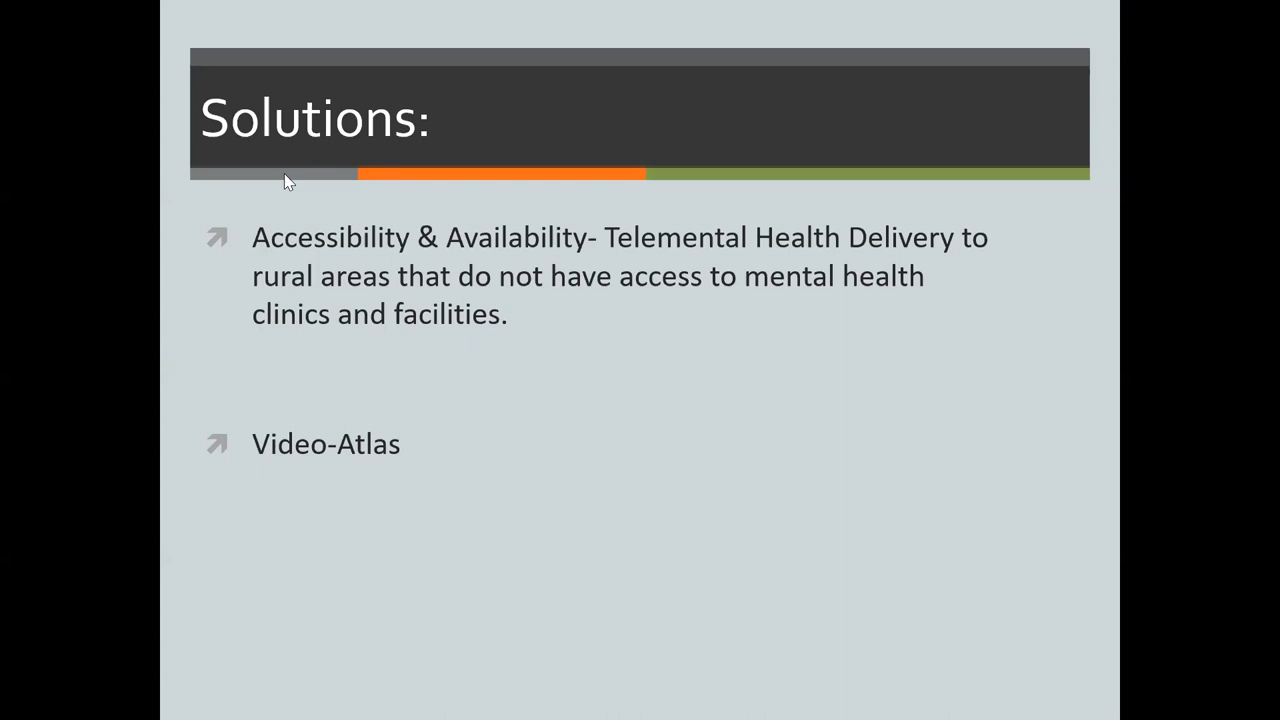 Solutions:
Accessibility & Availability- Telemental Health Delivery to
rural areas that do not have access to mental health
clinics and facilities.
Video-Atlas